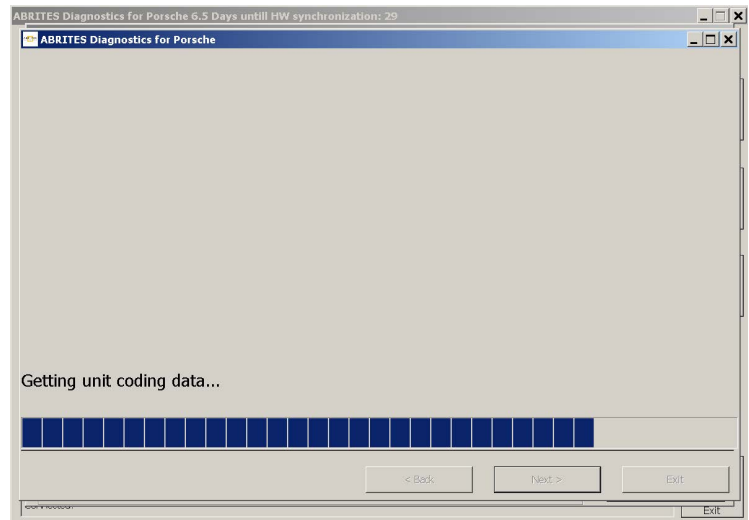 ABRITES Diagnostics for Porsche 6.5 Days untill HW synchronization: 29
ABRITES Diagnostics for Porsche
Getting unit coding data...
< Back
Next >
Exit
Exit